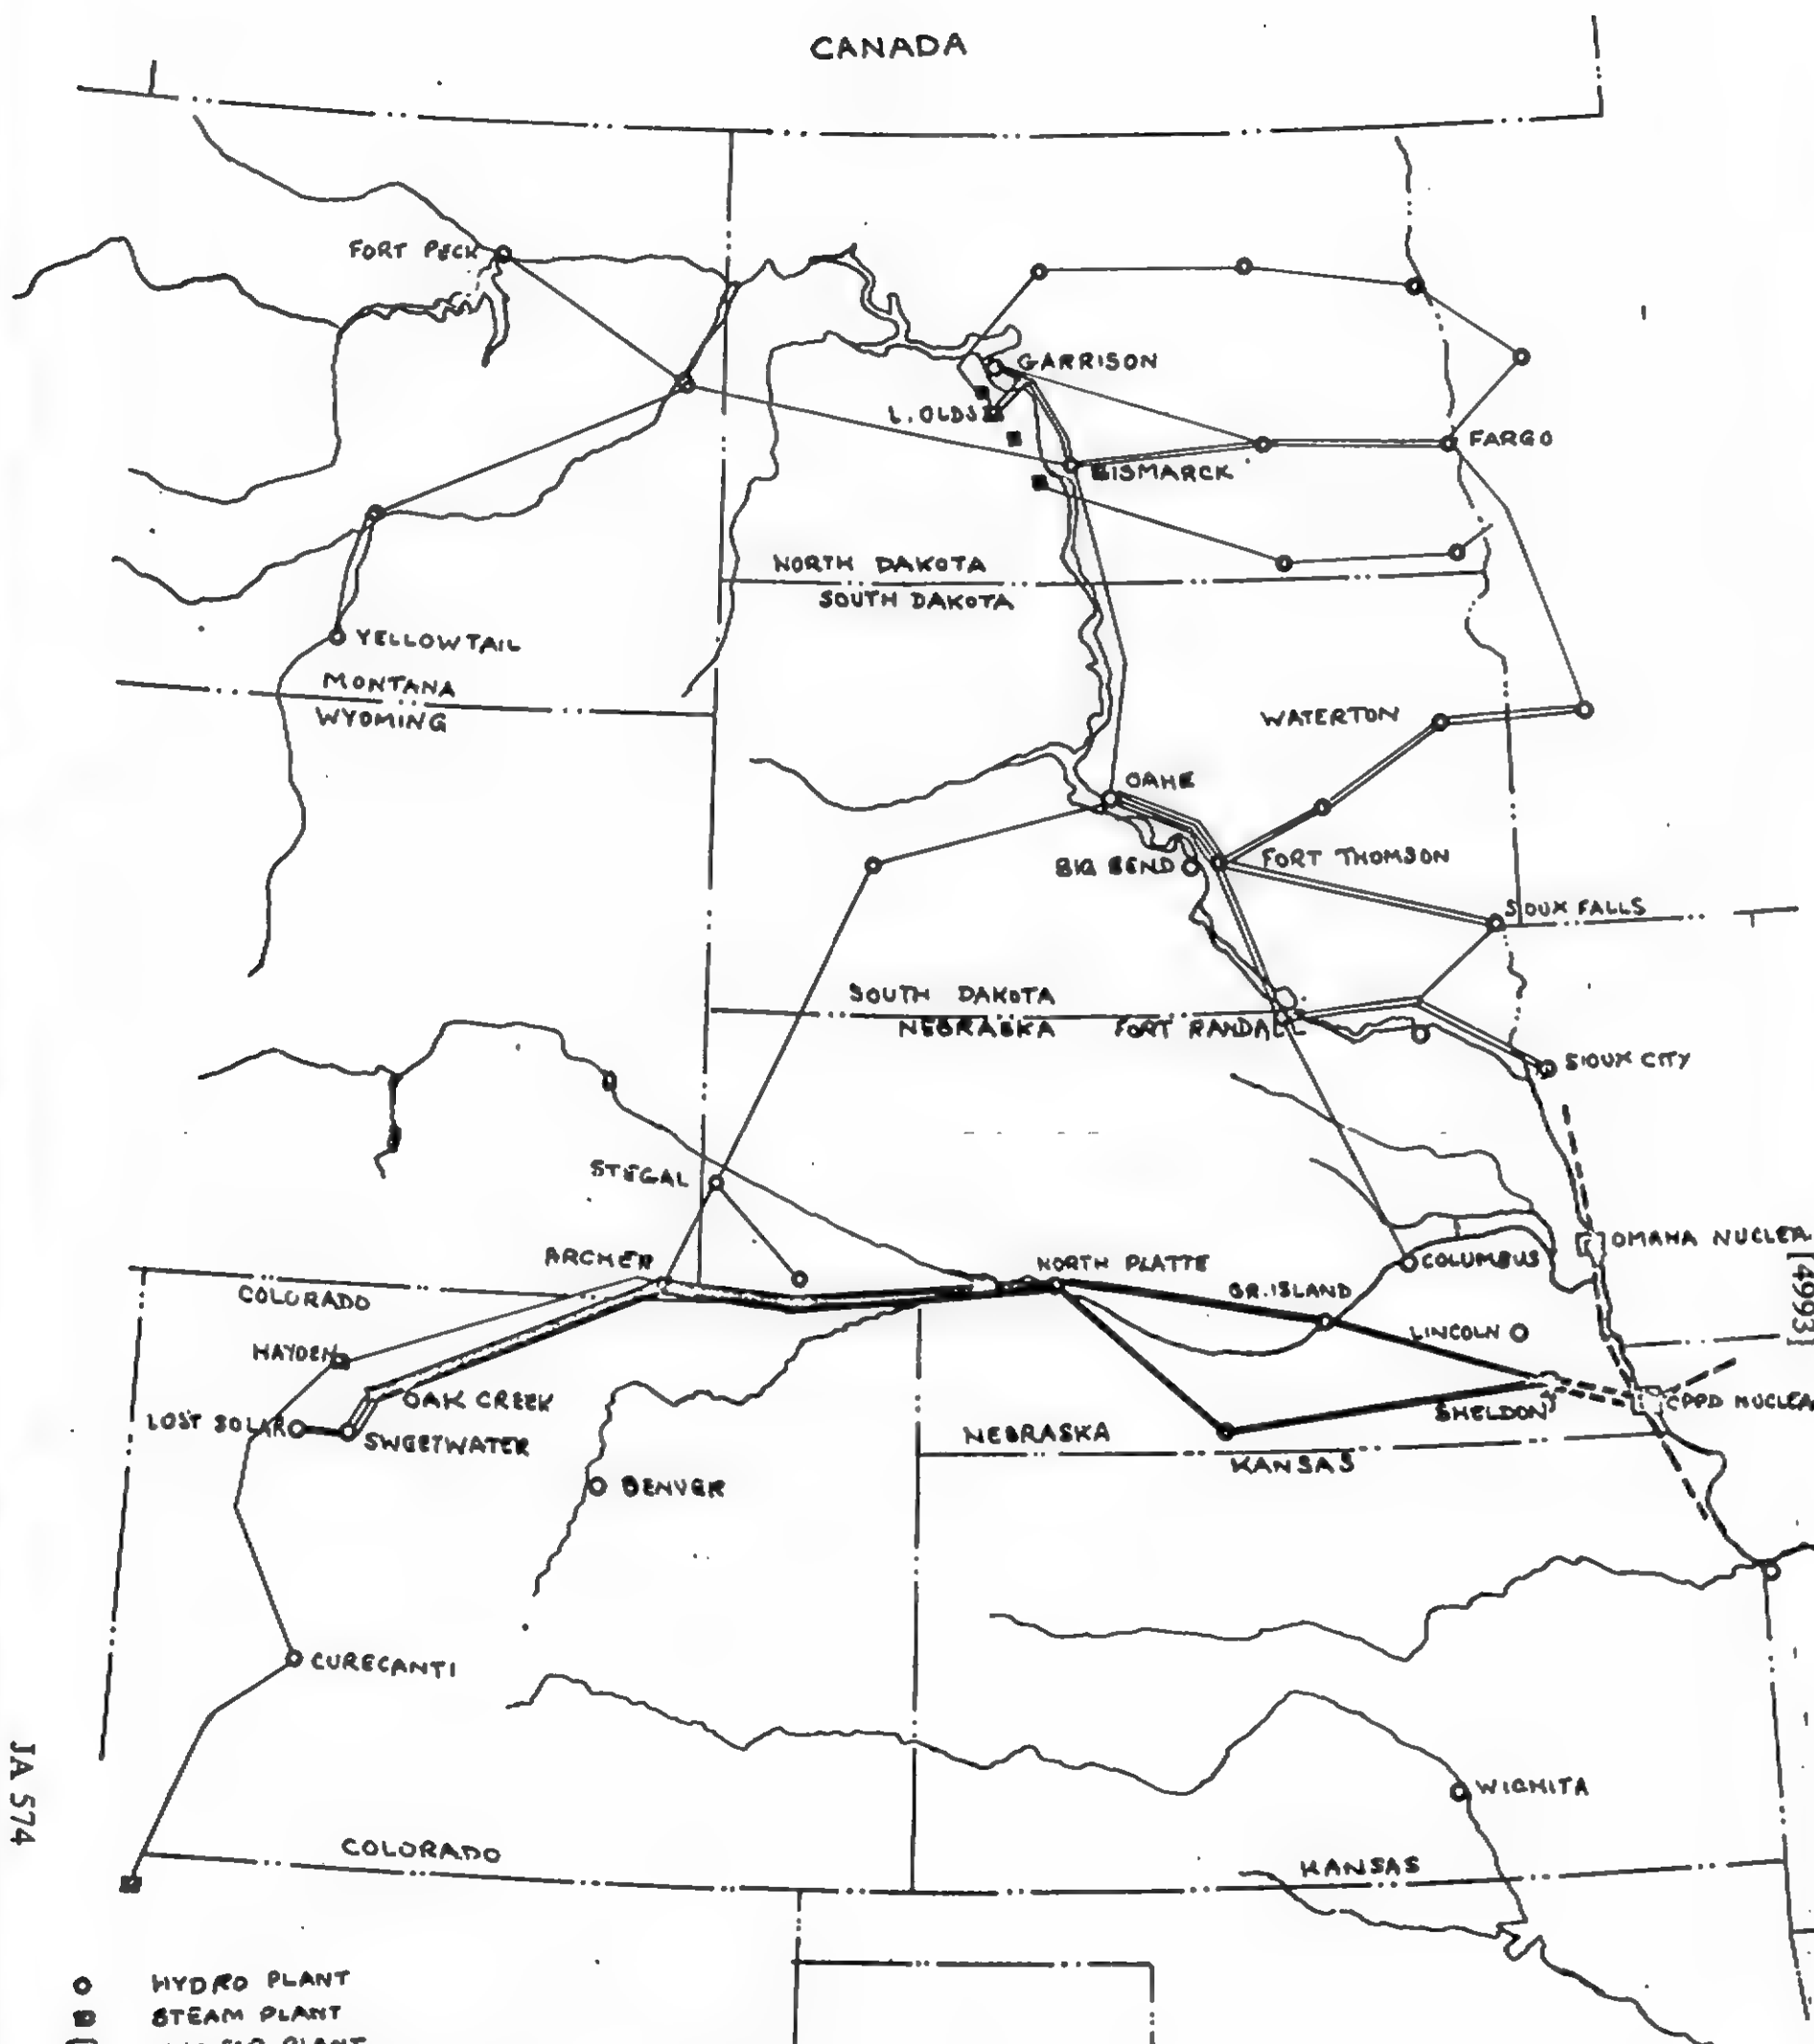 CANADA
FORT PECK
GARRISON
L. OLDS
FARGO
BISMARCK
NORTH DAKOTA
SOUTH DAKOTA
YELLOWTAIL
MONTANA
WYOMING
WATERTON
OAHE
BIG BEND
FORT THOMSON
SIOUX FALLS
SOUTH DAKOTA
NEBRASKA
FORT RANDALL
SIOUX CITY
STEGAL
ARCHER
NORTH PLATTE
COLUMBUS
OMAHA NUCLEA
[4993]
COLORADO
GR. ISLAND
LINCOLN
HAYDEN
OAK CREEK
LOST SOLAR
SWEETWATER
SHELDON
CPPD NUCLEA
NEBRASKA
KANSAS
DENVER
CURECANTI
JA 574
WICHITA
COLORADO
KANSAS
HYDRO PLANT
STEAM PLANT
PLANT